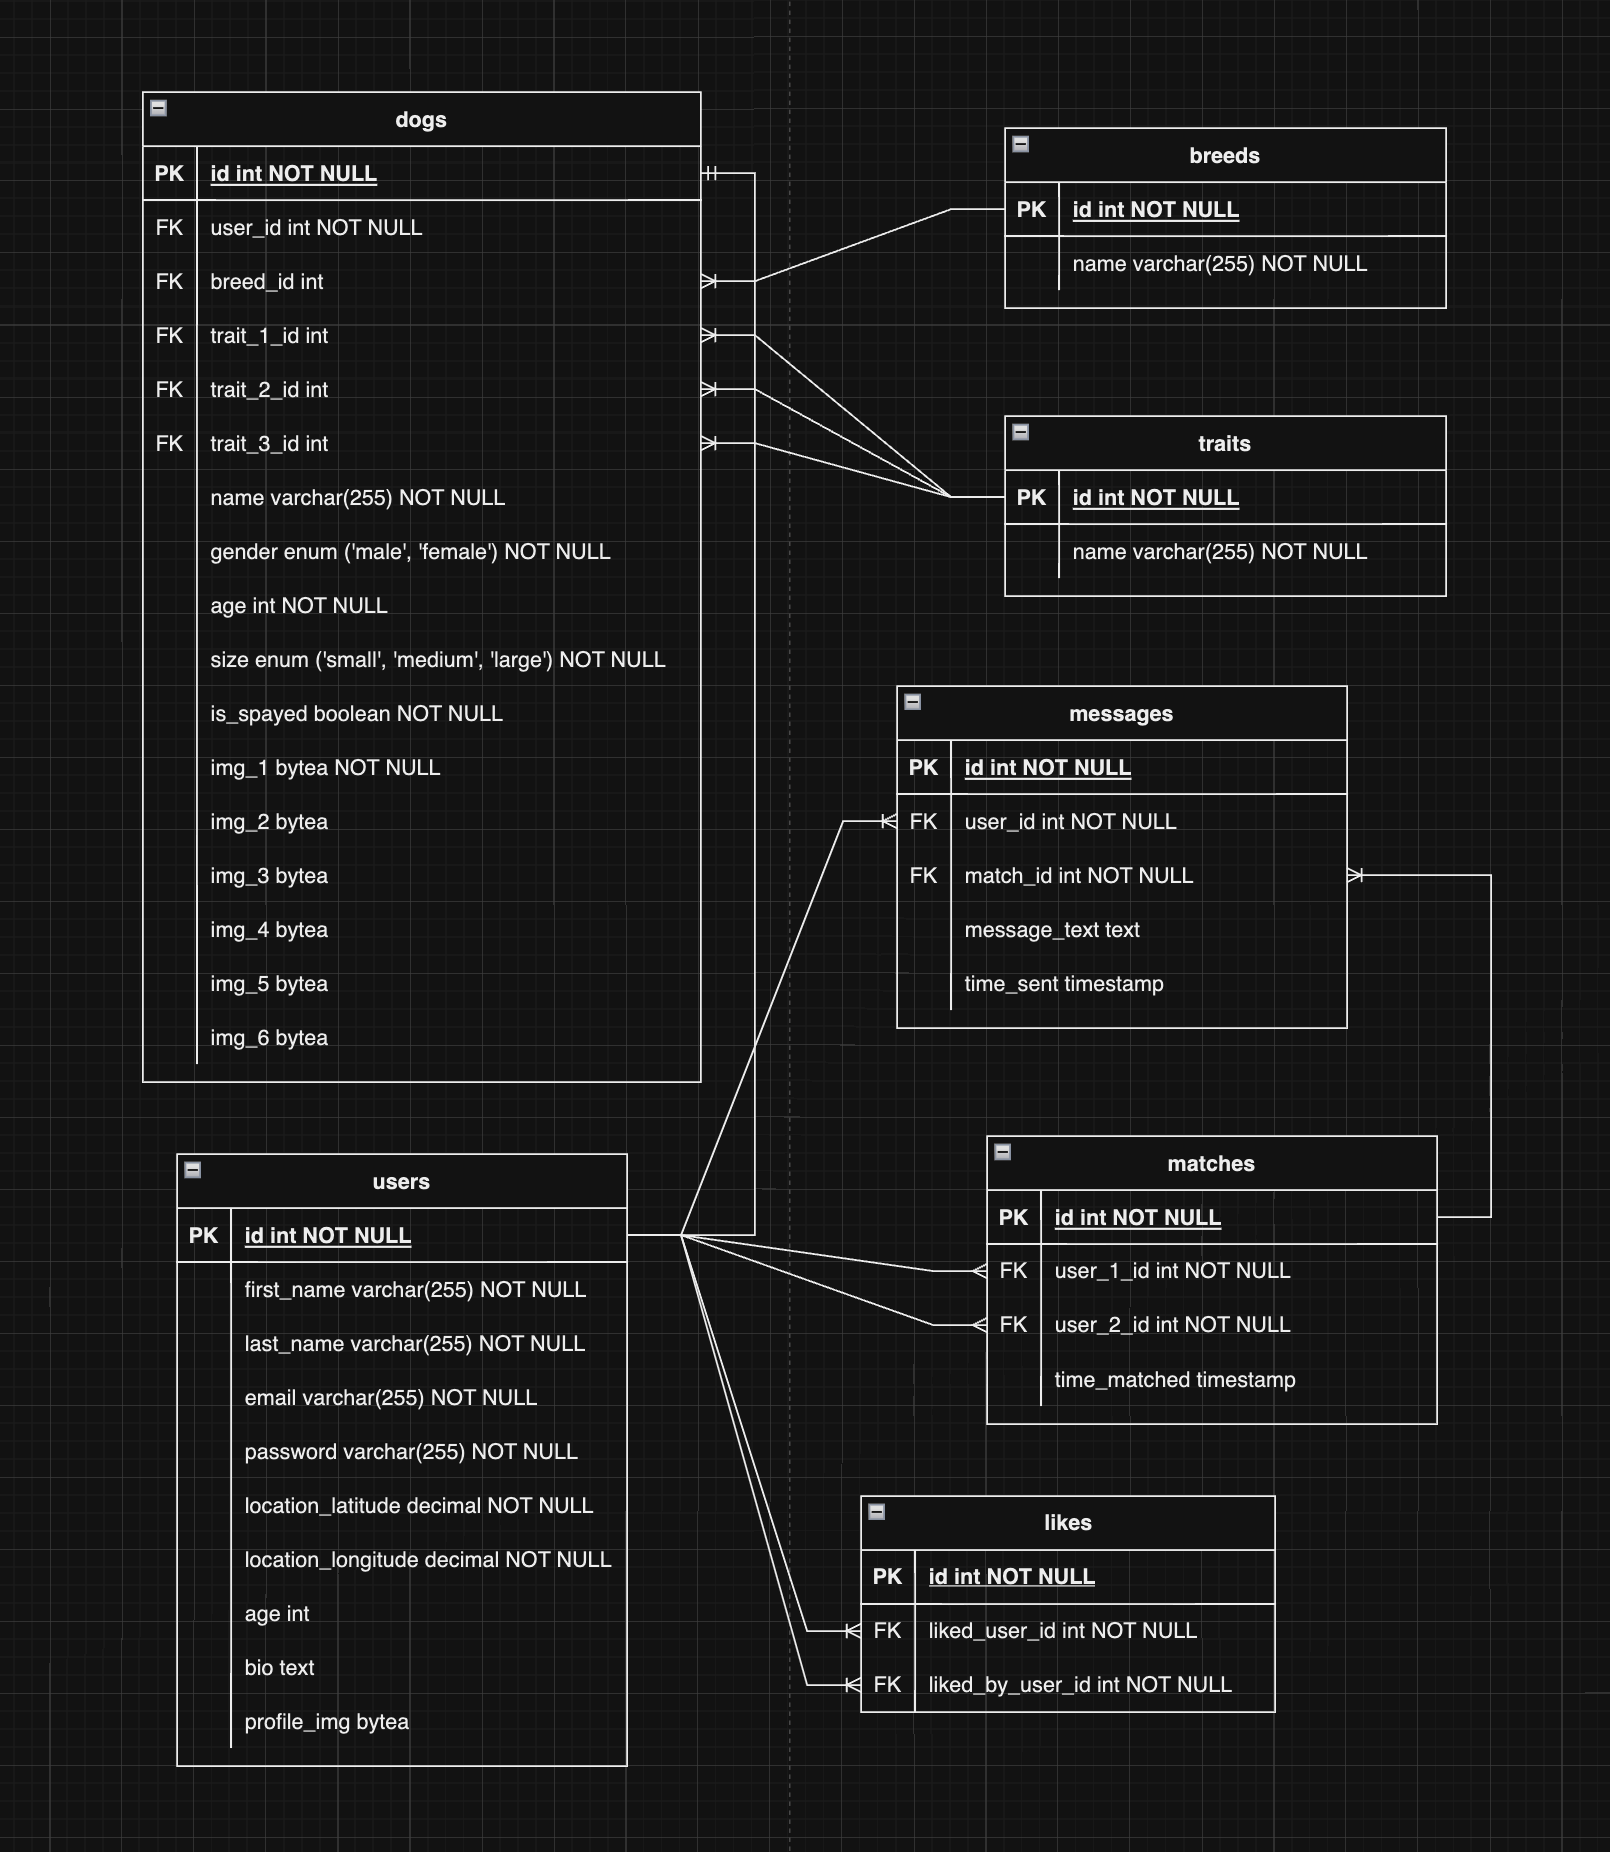 dogs
PK id int NOT NULL
FK user_id int NOT NULL
FK breed_id int
FK trait_1_id int
FK trait_2_id int
FK trait_3_id int
name varchar(255) NOT NULL
gender enum ('male', 'female') NOT NULL
age int NOT NULL
size enum ('small', 'medium', 'large') NOT NULL
is_spayed boolean NOT NULL
img_1 bytea NOT NULL
img_2 bytea
img_3 bytea
img_4 bytea
img_5 bytea
img_6 bytea
breeds
PK id int NOT NULL
name varchar(255) NOT NULL
traits
PK id int NOT NULL
name varchar(255) NOT NULL
messages
PK id int NOT NULL
FK user_id int NOT NULL
FK match_id int NOT NULL
message_text text
time_sent timestamp
users
PK id int NOT NULL
first_name varchar(255) NOT NULL
last_name varchar(255) NOT NULL
email varchar(255) NOT NULL
password varchar(255) NOT NULL
location_latitude decimal NOT NULL
location_longitude decimal NOT NULL
age int
bio text
profile_img bytea
matches
PK id int NOT NULL
FK user_1_id int NOT NULL
FK user_2_id int NOT NULL
time_matched timestamp
likes
PK id int NOT NULL
FK liked_user_id int NOT NULL
FK liked_by_user_id int NOT NULL